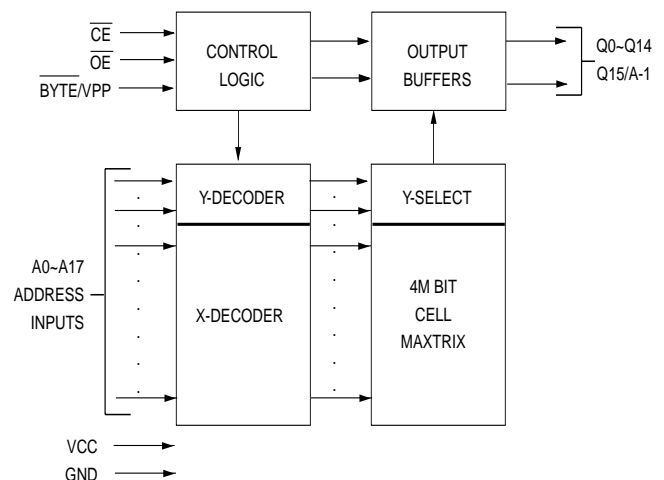 CE
OE
BYTE/VPP
CONTROL
LOGIC
OUTPUT
BUFFERS
Q0~Q14
Q15/A-1
A0~A17
ADDRESS
INPUTS
Y-DECODER
X-DECODER
Y-SELECT
4M BIT
CELL
MAXTRIX
VCC
GND